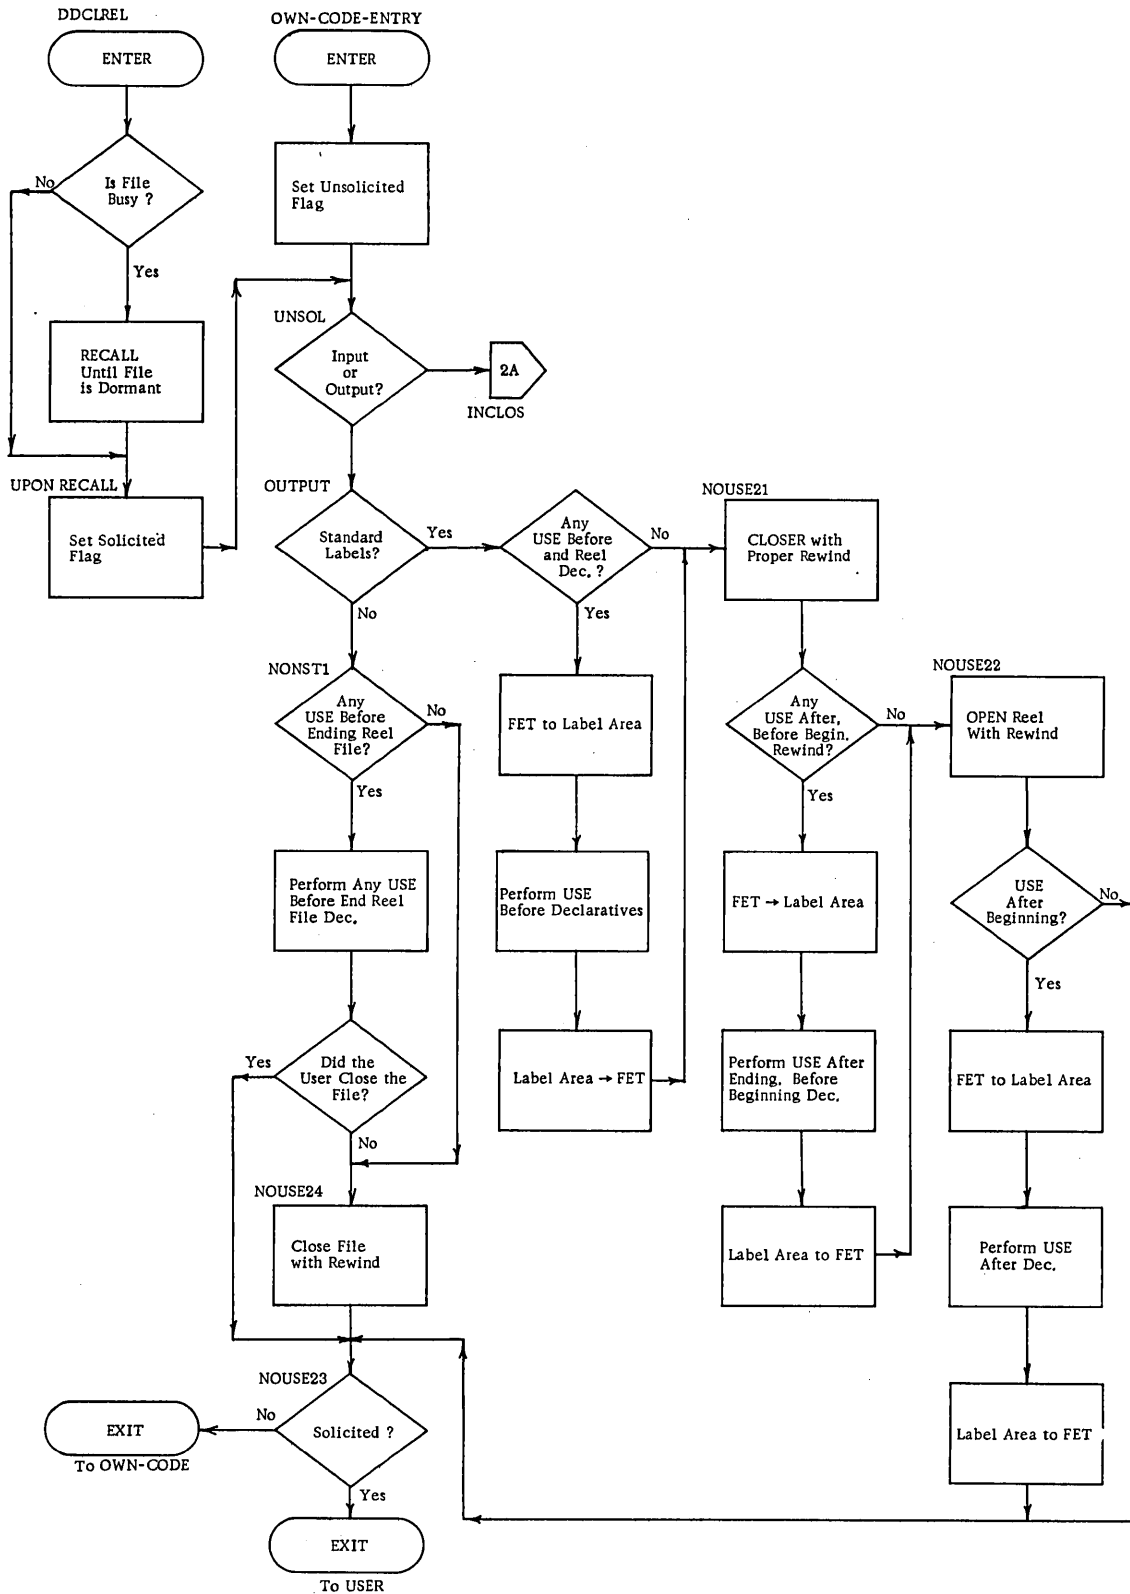 DDCLREL
ENTER
Is File
Busy ?
No
Yes
RECALL
Until File
is Dormant
UPON RECALL
Set Solicited
Flag
OWN-CODE-ENTRY
ENTER
Set Unsolicited
Flag
UNSOL
Input
or
Output?
2A
INCLOS
OUTPUT
Standard
Labels?
Yes
No
NONST1
Any
USE Before
Ending Reel
File?
No
Yes
Perform Any USE
Before End Reel
File Dec.
Did the
User Close the
File?
Yes
No
NOUSE24
Close File
with Rewind
NOUSE23
Solicited ?
No
EXIT
To OWN-CODE
Yes
EXIT
To USER
Any
USE Before
and Reel
Dec. ?
No
Yes
FET to Label Area
Perform USE
Before Declaratives
Label Area → FET
NOUSE21
CLOSER with
Proper Rewind
Any
USE After,
Before Begin.
Rewind?
No
Yes
FET → Label Area
Perform USE After
Ending, Before
Beginning Dec.
Label Area to FET
NOUSE22
OPEN Reel
With Rewind
USE
After
Beginning?
No
Yes
FET to Label Area
Perform USE
After Dec.
Label Area to FET